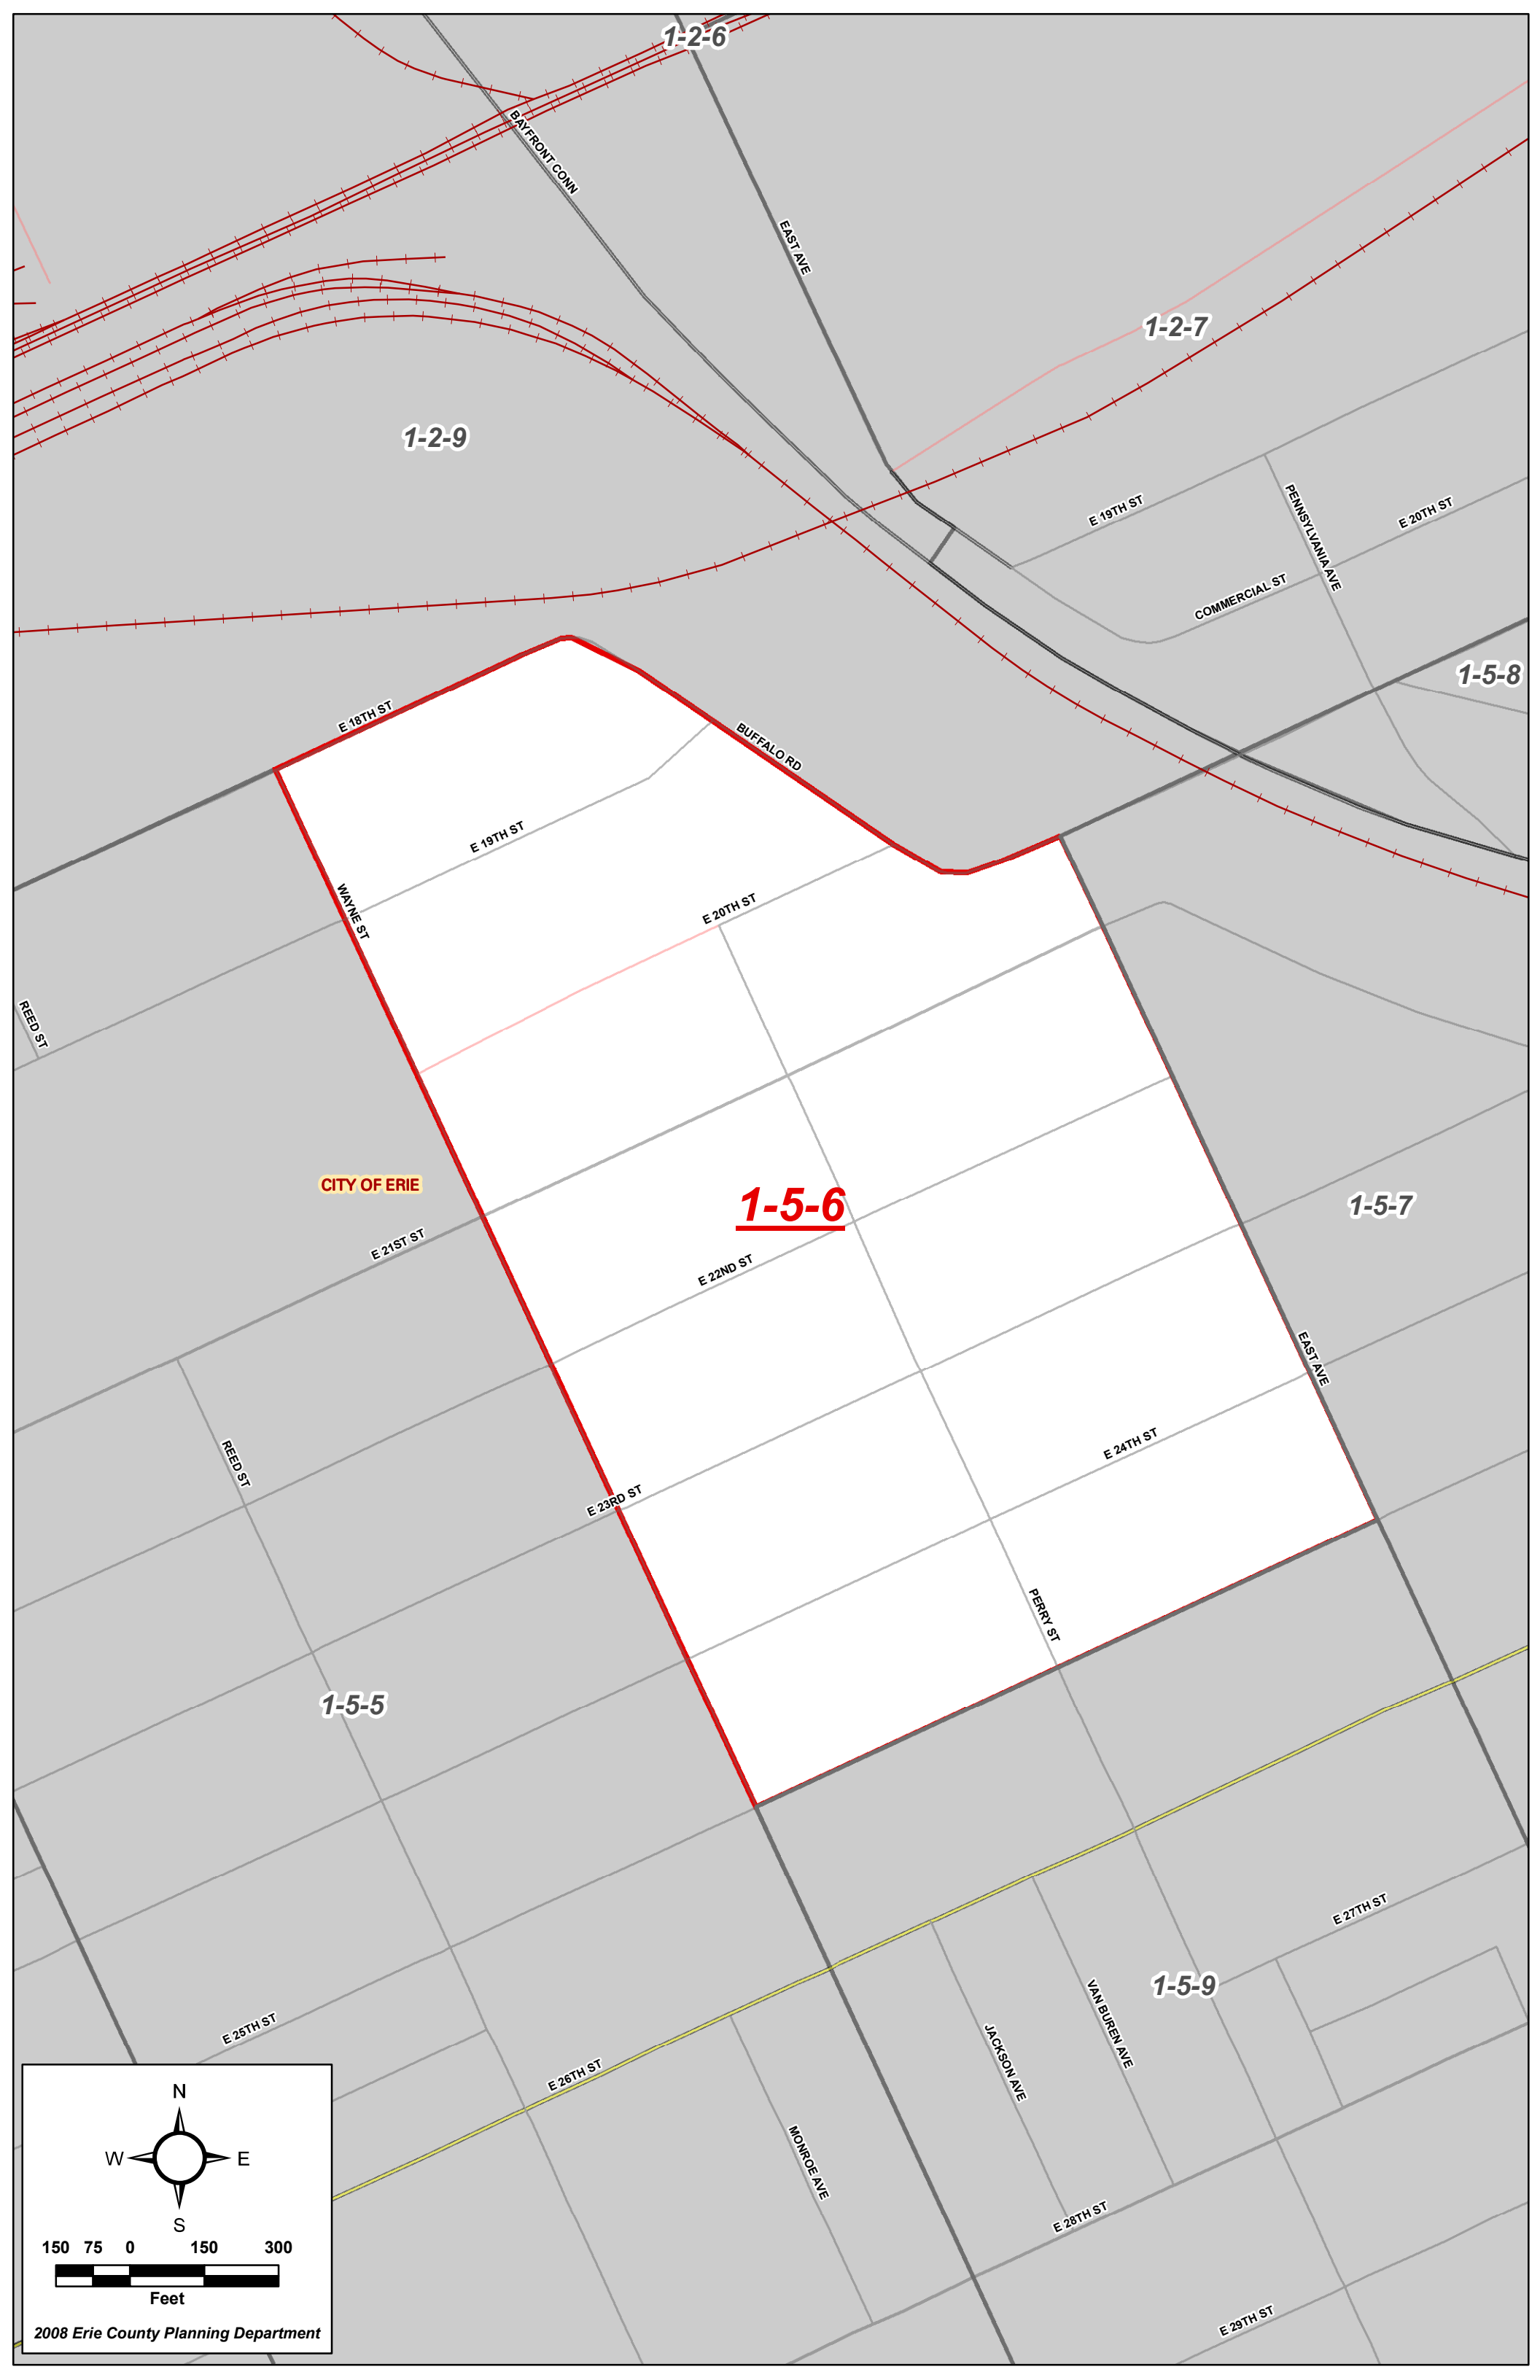 1-2-6
BAYFRONT CONN
EAST AVE
1-2-7
1-2-9
E 19TH ST
PENNSYLVANIA AVE
E 20TH ST
COMMERCIAL ST
1-5-8
E 18TH ST
BUFFALO RD
E 19TH ST
WAYNE ST
E 20TH ST
REED ST
CITY OF ERIE
1-5-6
1-5-7
E 21ST ST
E 22ND ST
EAST AVE
REED ST
E 24TH ST
E 23RD ST
PERRY ST
1-5-5
E 27TH ST
1-5-9
VAN BUREN AVE
JACKSON AVE
E 25TH ST
E 26TH ST
MONROE AVE
E 28TH ST
E 29TH ST
N
W E
S
150 75 0 150 300
Feet
2008 Erie County Planning Department